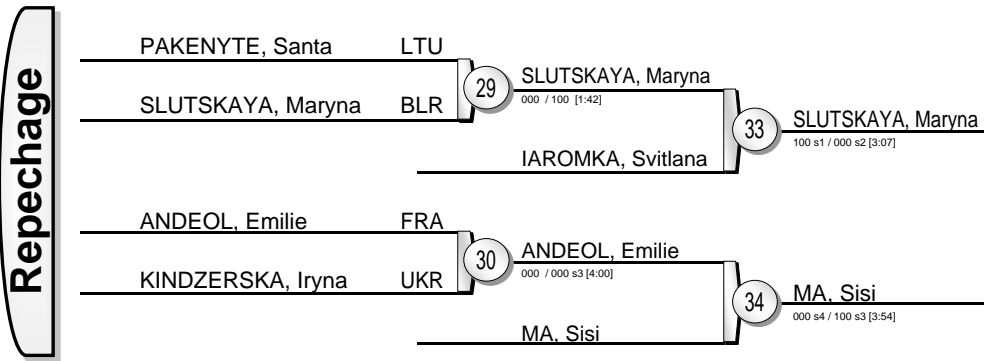 Repechage
PAKENYTE, Santa LTU
SLUTSKAYA, Maryna BLR
29
SLUTSKAYA, Maryna
000 / 100 [1:42]
IAROMKA, Svitlana
33
SLUTSKAYA, Maryna
100 s1 / 000 s2 [3:07]
ANDEOL, Emilie FRA
KINDZERSKA, Iryna UKR
30
ANDEOL, Emilie
000 / 000 s3 [4:00]
MA, Sisi
34
MA, Sisi
000 s4 / 100 s3 [3:54]